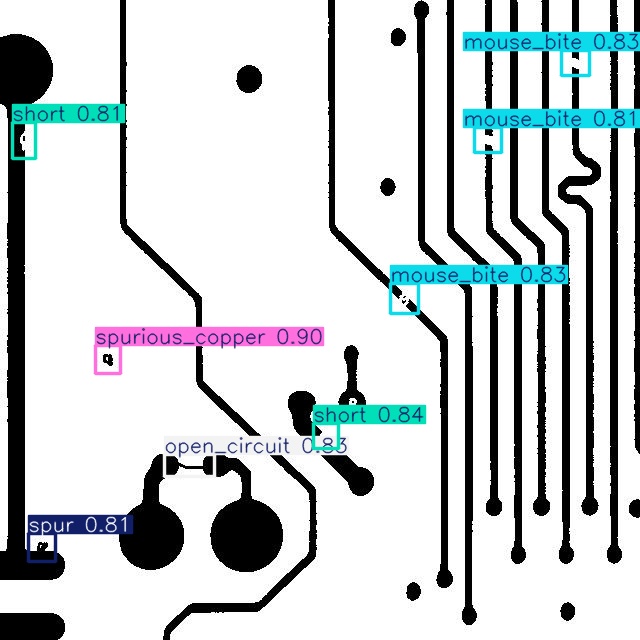 mouse_bite 0.83
short 0.81
mouse_bite 0.81
mouse_bite 0.83
spurious_copper 0.90
short 0.84
open_circuit 0.83
spur 0.81